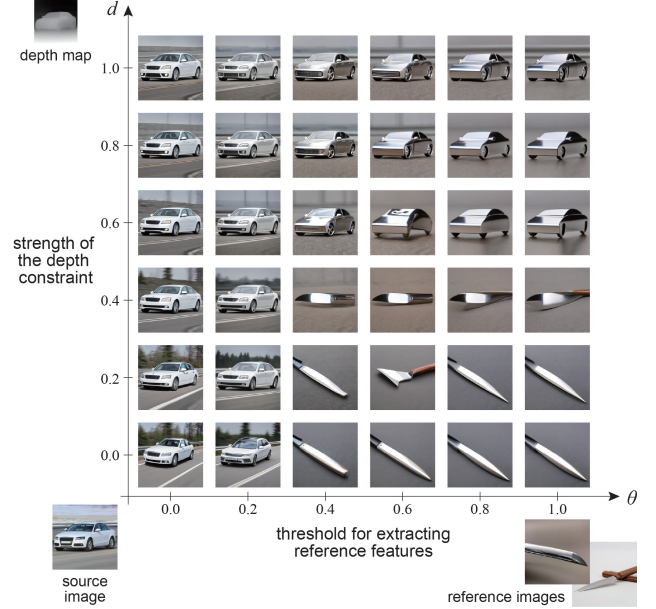 d
depth map
1.0
0.8
0.6
strength of
the depth
constraint
0.4
0.2
0.0
0.0 0.2 0.4 0.6 0.8 1.0 θ
threshold for extracting
reference features
source
image
reference images